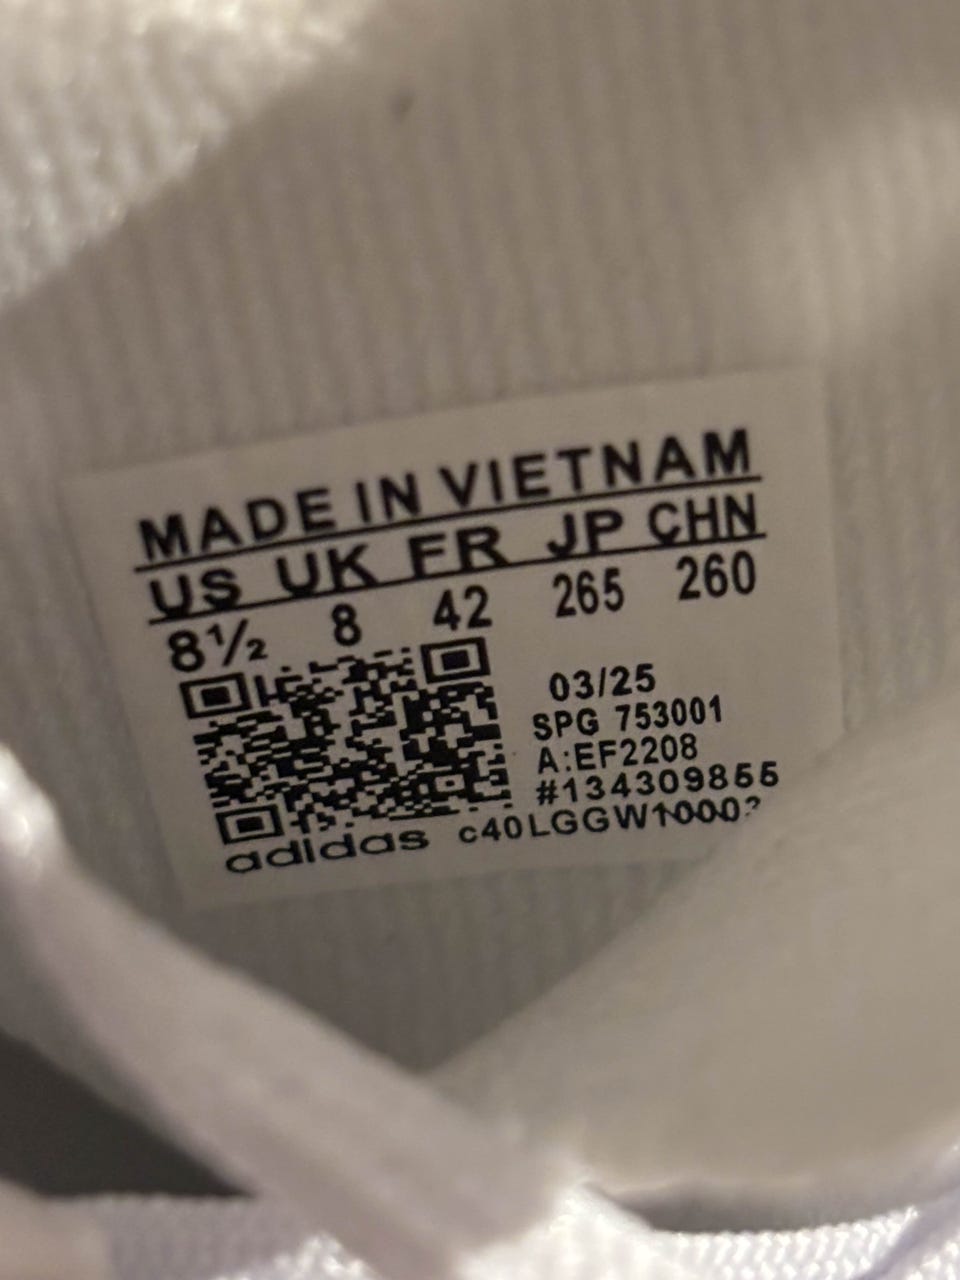 MADE IN VIETNAM
US UK FR JP CHN
8½ 8 42 265 260
03/25
SPG 753001
A:EF2208
#134309855
adidas c40LGGW1000